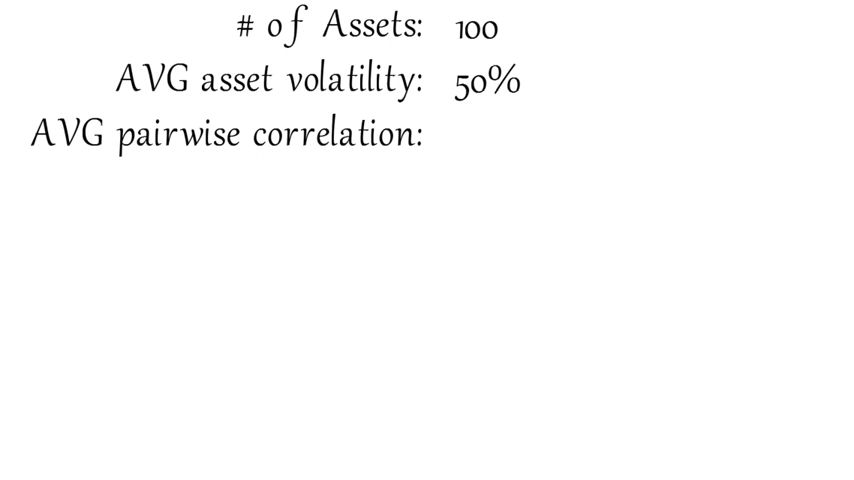 # of Assets: 100
AVG asset volatility: 50%
AVG pairwise correlation: